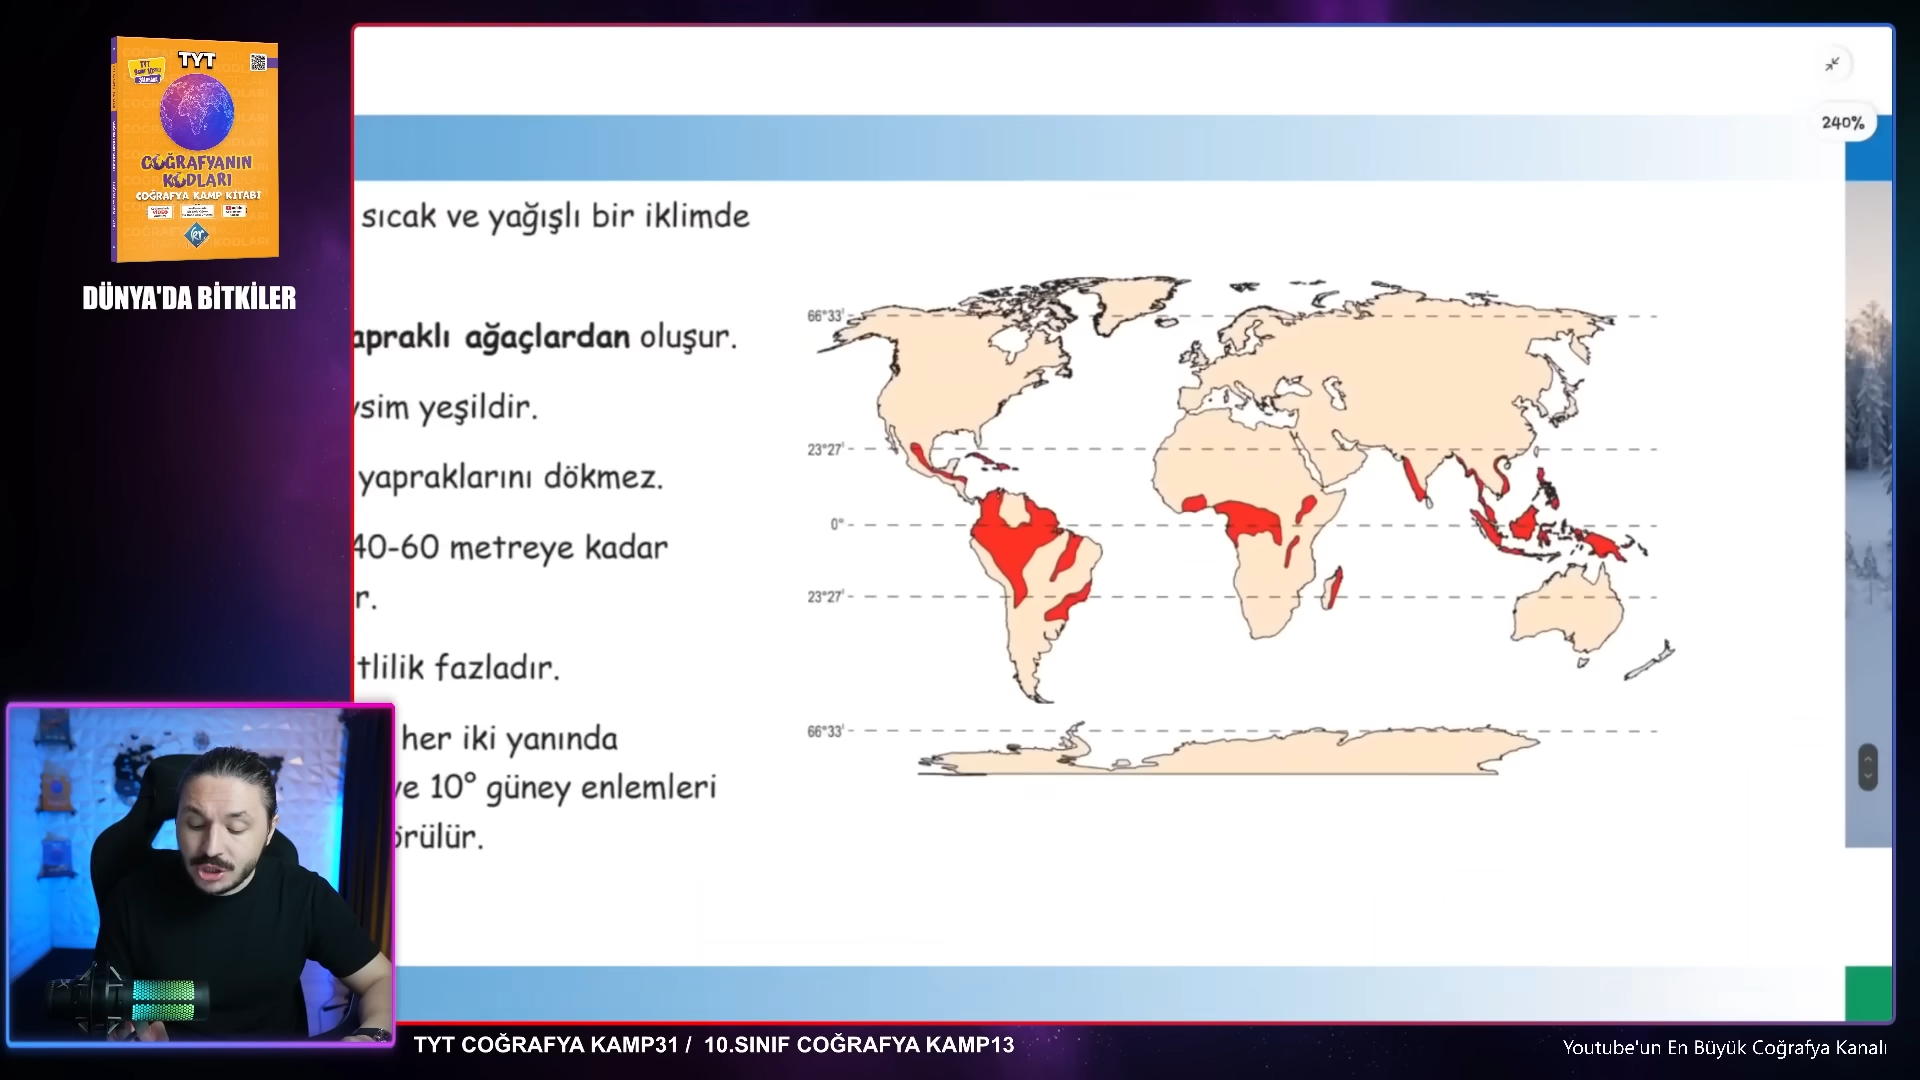 TYT
COĞRAFYANIN
KODLARI
COĞRAFYA KAMP KİTABI
DÜNYA'DA BİTKİLER
240%
sıcak ve yağışlı bir iklimde
apraklı ağaçlardan oluşur.
vsim yeşildir.
yapraklarını dökmez.
40-60 metreye kadar
r.
tlilik fazladır.
her iki yanında
ve 10° güney enlemleri
örülür.
66°33'
23°27'
0°
23°27'
66°33'
TYT COĞRAFYA KAMP31 / 10.SINIF COĞRAFYA KAMP13
Youtube'un En Büyük Coğrafya Kanalı